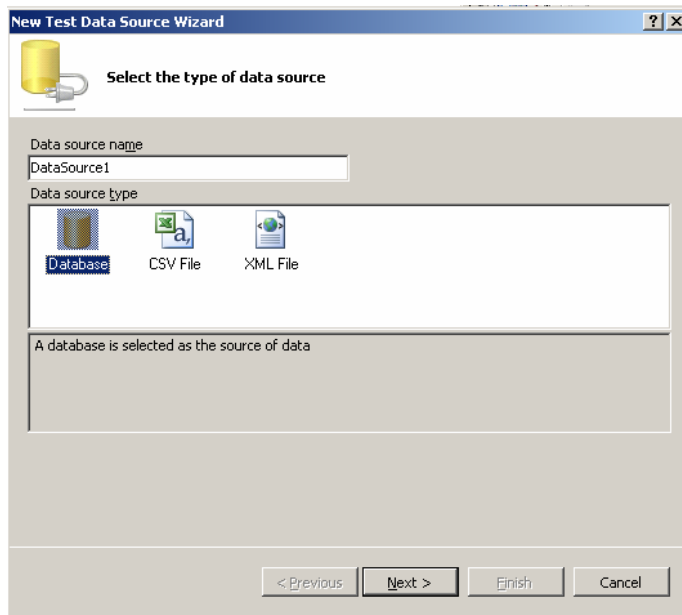 New Test Data Source Wizard
Select the type of data source
Data source name
DataSource1
Data source type
Database
CSV File
XML File
A database is selected as the source of data
< Previous
Next >
Finish
Cancel